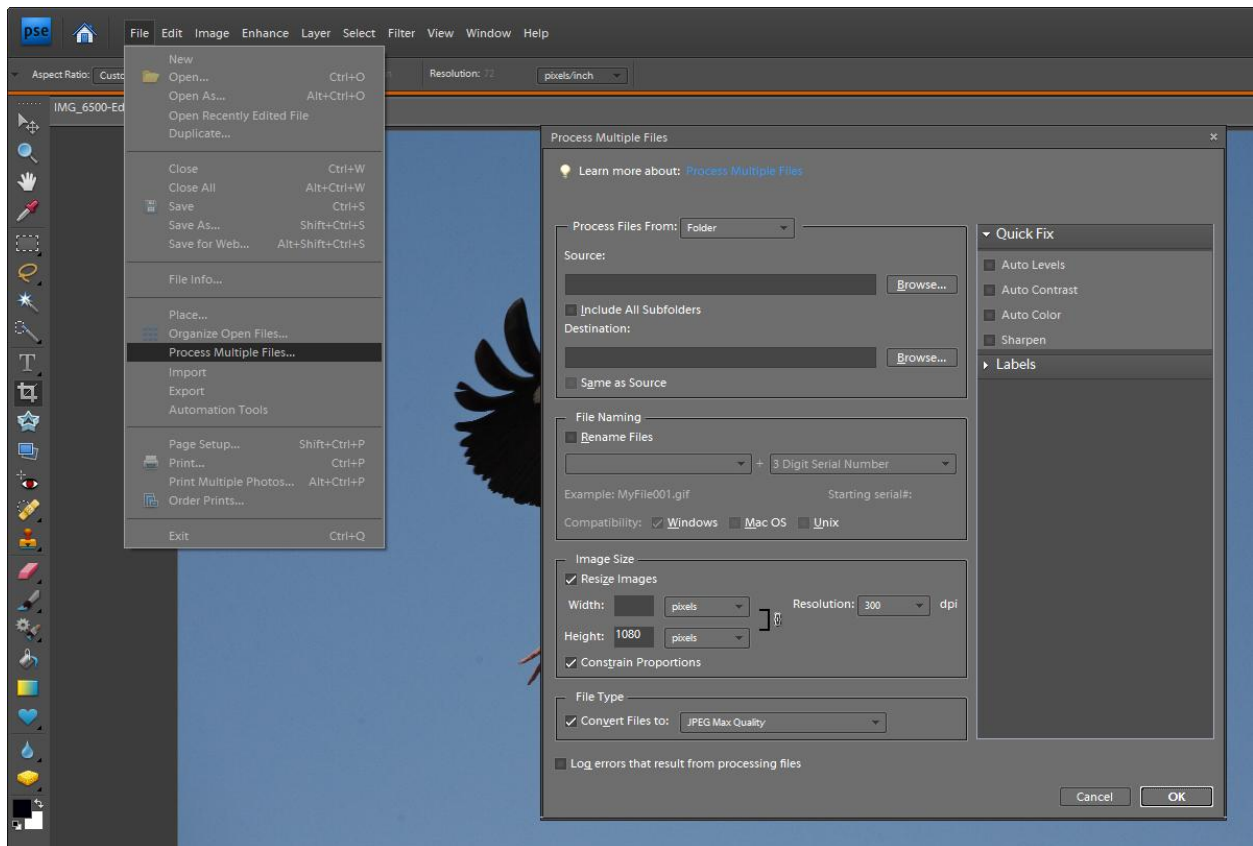 pse
File Edit Image Enhance Layer Select Filter View Window Help
Aspect Ratio: Custo
Resolution: 72 pixels/inch
IMG_6500-Ed
New
Open... Ctrl+O
Open As... Alt+Ctrl+O
Open Recently Edited File
Duplicate...
Close Ctrl+W
Close All Alt+Ctrl+W
Save Ctrl+S
Save As... Shift+Ctrl+S
Save for Web... Alt+Shift+Ctrl+S
File Info...
Place...
Organize Open Files...
Process Multiple Files...
Import
Export
Automation Tools
Page Setup... Shift+Ctrl+P
Print... Ctrl+P
Print Multiple Photos... Alt+Ctrl+P
Order Prints...
Exit Ctrl+Q
T
Process Multiple Files x
Learn more about: Process Multiple Files
Process Files From: Folder
Source:
Browse...
Include All Subfolders
Destination:
Browse...
Same as Source
File Naming
Rename Files
+ 3 Digit Serial Number
Example: MyFile001.gif Starting serial#:
Compatibility: Windows Mac OS Unix
Image Size
Resize Images
Width: pixels Resolution: 300 dpi
Height: 1080 pixels
Constrain Proportions
File Type
Convert Files to: JPEG Max Quality
Log errors that result from processing files
Quick Fix
Auto Levels
Auto Contrast
Auto Color
Sharpen
Labels
Cancel OK